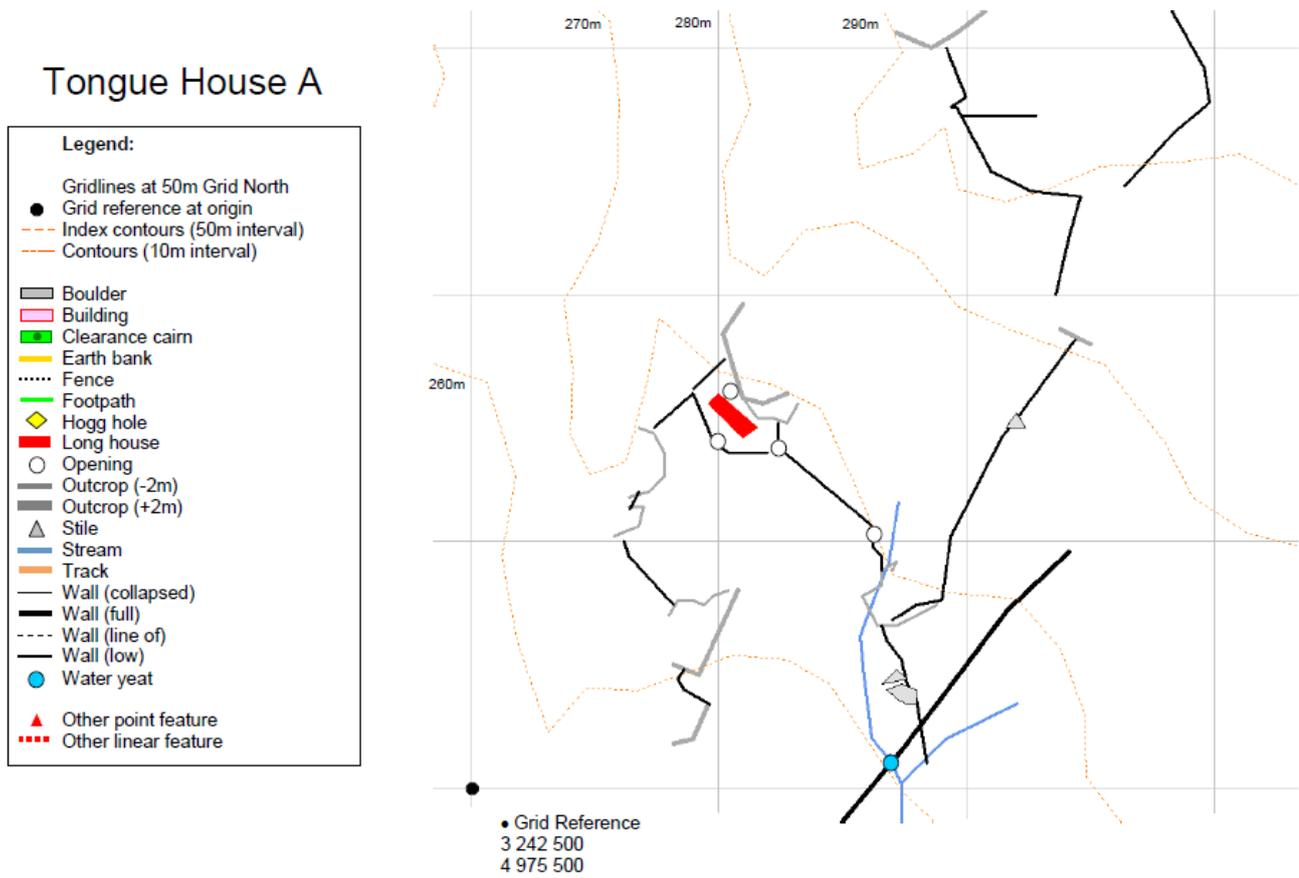 270m
280m
290m
Tongue House A
Legend:
Gridlines at 50m Grid North
Grid reference at origin
Index contours (50m interval)
Contours (10m interval)
Boulder
Building
Clearance cairn
Earth bank
Fence
Footpath
Hogg hole
Long house
Opening
Outcrop (-2m)
Outcrop (+2m)
Stile
Stream
Track
Wall (collapsed)
Wall (full)
Wall (line of)
Wall (low)
Water yeat
Other point feature
Other linear feature
260m
• Grid Reference
3 242 500
4 975 500